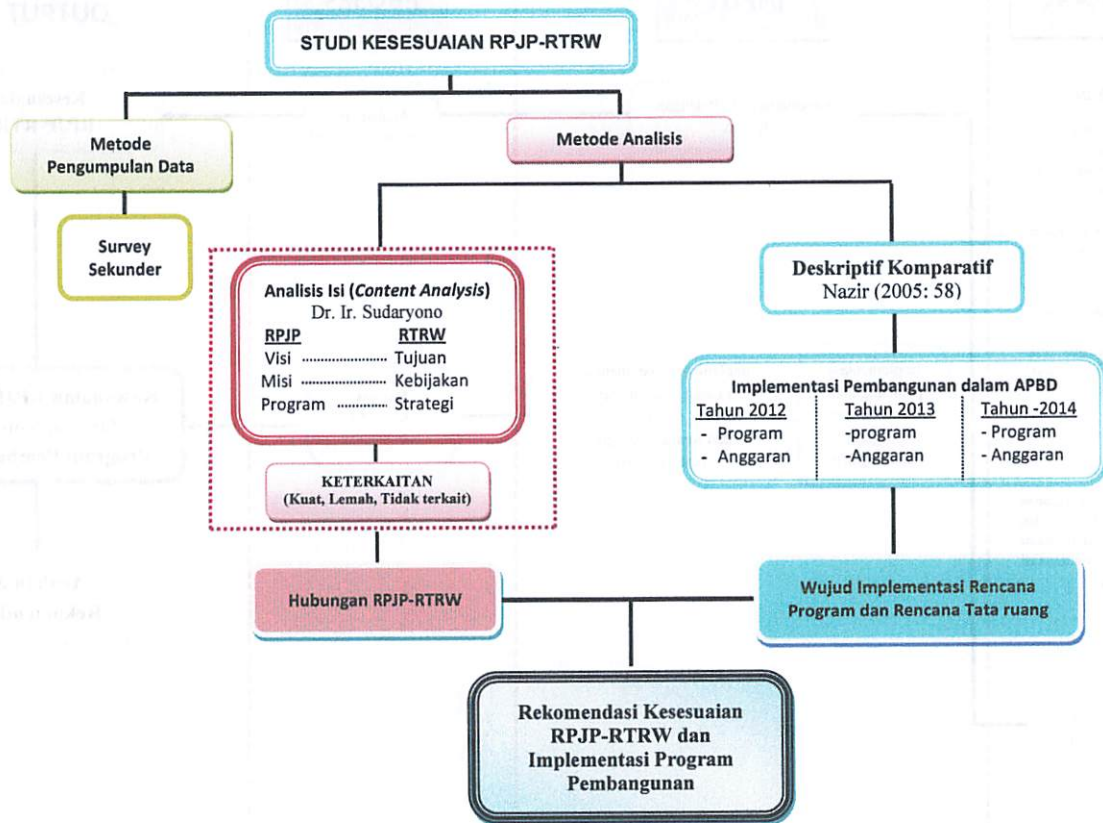 STUDI KESESUAIAN RPJP-RTRW
Metode
Pengumpulan Data
Metode Analisis
Survey
Sekunder
Analisis Isi (Content Analysis)
Dr. Ir. Sudaryono
RPJP RTRW
Visi ........................ Tujuan
Misi ...................... Kebijakan
Program .............. Strategi
KETERKAITAN
(Kuat, Lemah, Tidak terkait)
Deskriptif Komparatif
Nazir (2005: 58)
Implementasi Pembangunan dalam APBD
Tahun 2012 Tahun 2013 Tahun -2014
- Program -program - Program
- Anggaran -Anggaran - Anggaran
Hubungan RPJP-RTRW
Wujud Implementasi Rencana
Program dan Rencana Tata ruang
Rekomendasi Kesesuaian
RPJP-RTRW dan
Implementasi Program
Pembangunan